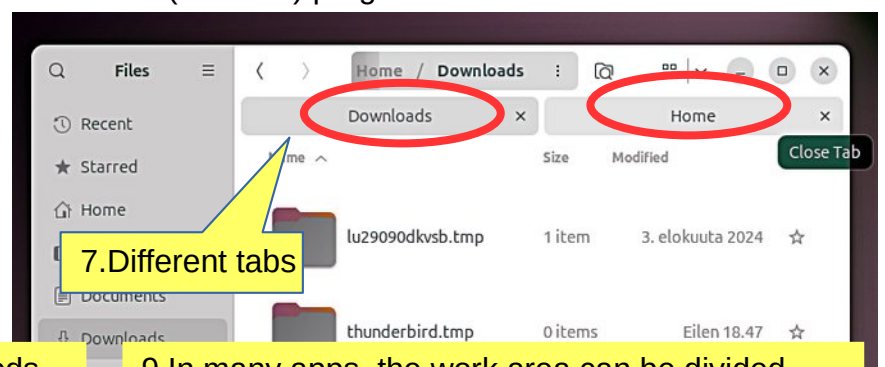 Files
Home / Downloads
Downloads
Home
Recent
Size
Modified
Close Tab
Starred
Home
lu29090dkvsb.tmp
1 item
3. elokuuta 2024
7.Different tabs
Documents
Downloads
thunderbird.tmp
0 items
Eilen 18.47
9.In many apps, the work area can be divided